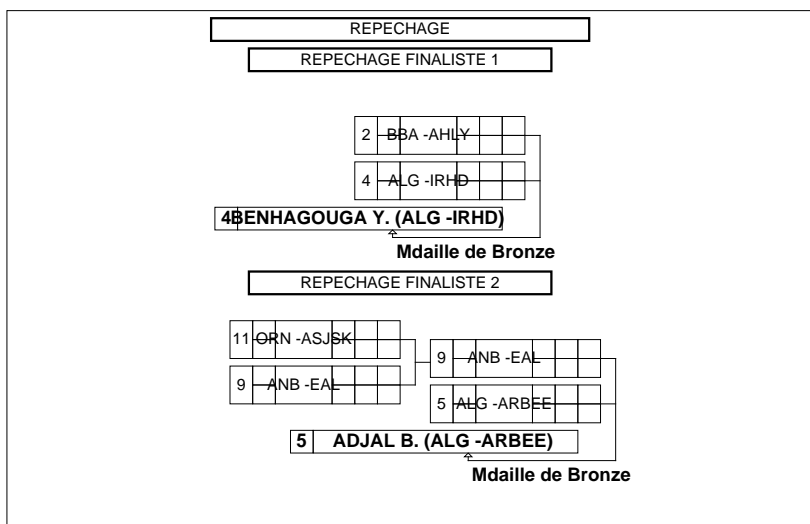 REPECHAGE
REPECHAGE FINALISTE 1
2 BBA -AHLY
4 ALG -IRHD
4 BENHAGOUGA Y. (ALG -IRHD)
Mdaille de Bronze
REPECHAGE FINALISTE 2
11 ORN -ASJSK
9 ANB -EAL
9 ANB -EAL
5 ALG -ARBEE
5 ADJAL B. (ALG -ARBEE)
Mdaille de Bronze